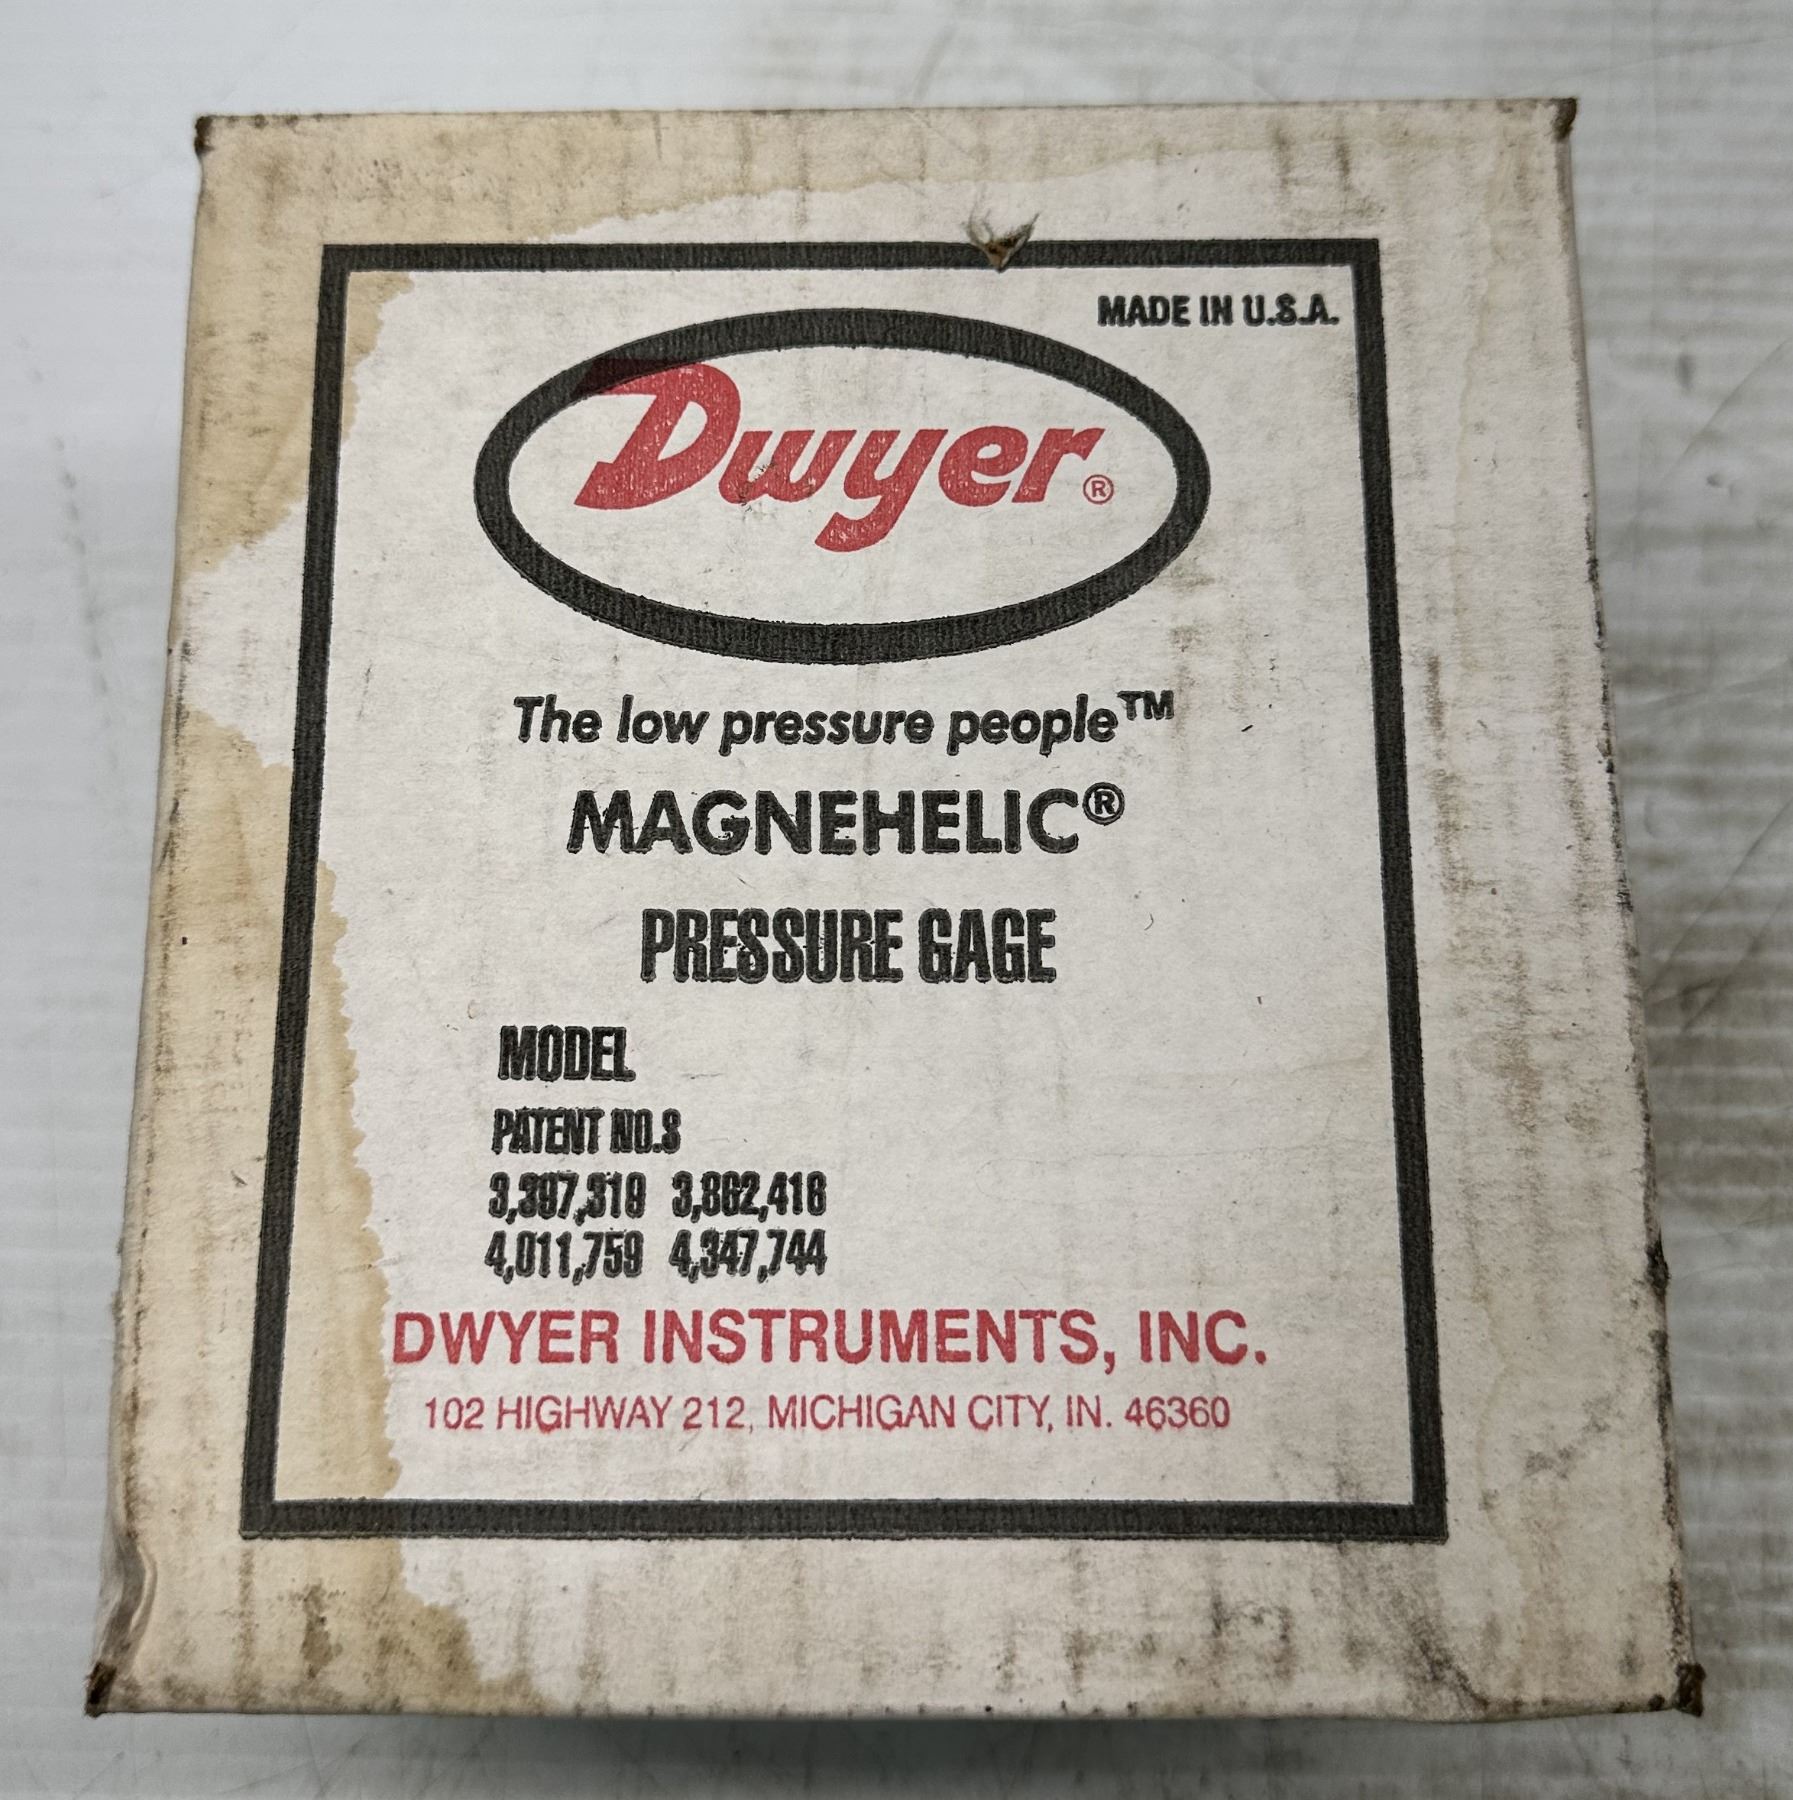 MADE IN U.S.A.
Dwyer®
The low pressure people™
MAGNEHELIC®
PRESSURE GAGE
MODEL
PATENT NO.S
3,397,319 3,862,416
4,011,759 4,347,744
DWYER INSTRUMENTS, INC.
102 HIGHWAY 212, MICHIGAN CITY, IN. 46360